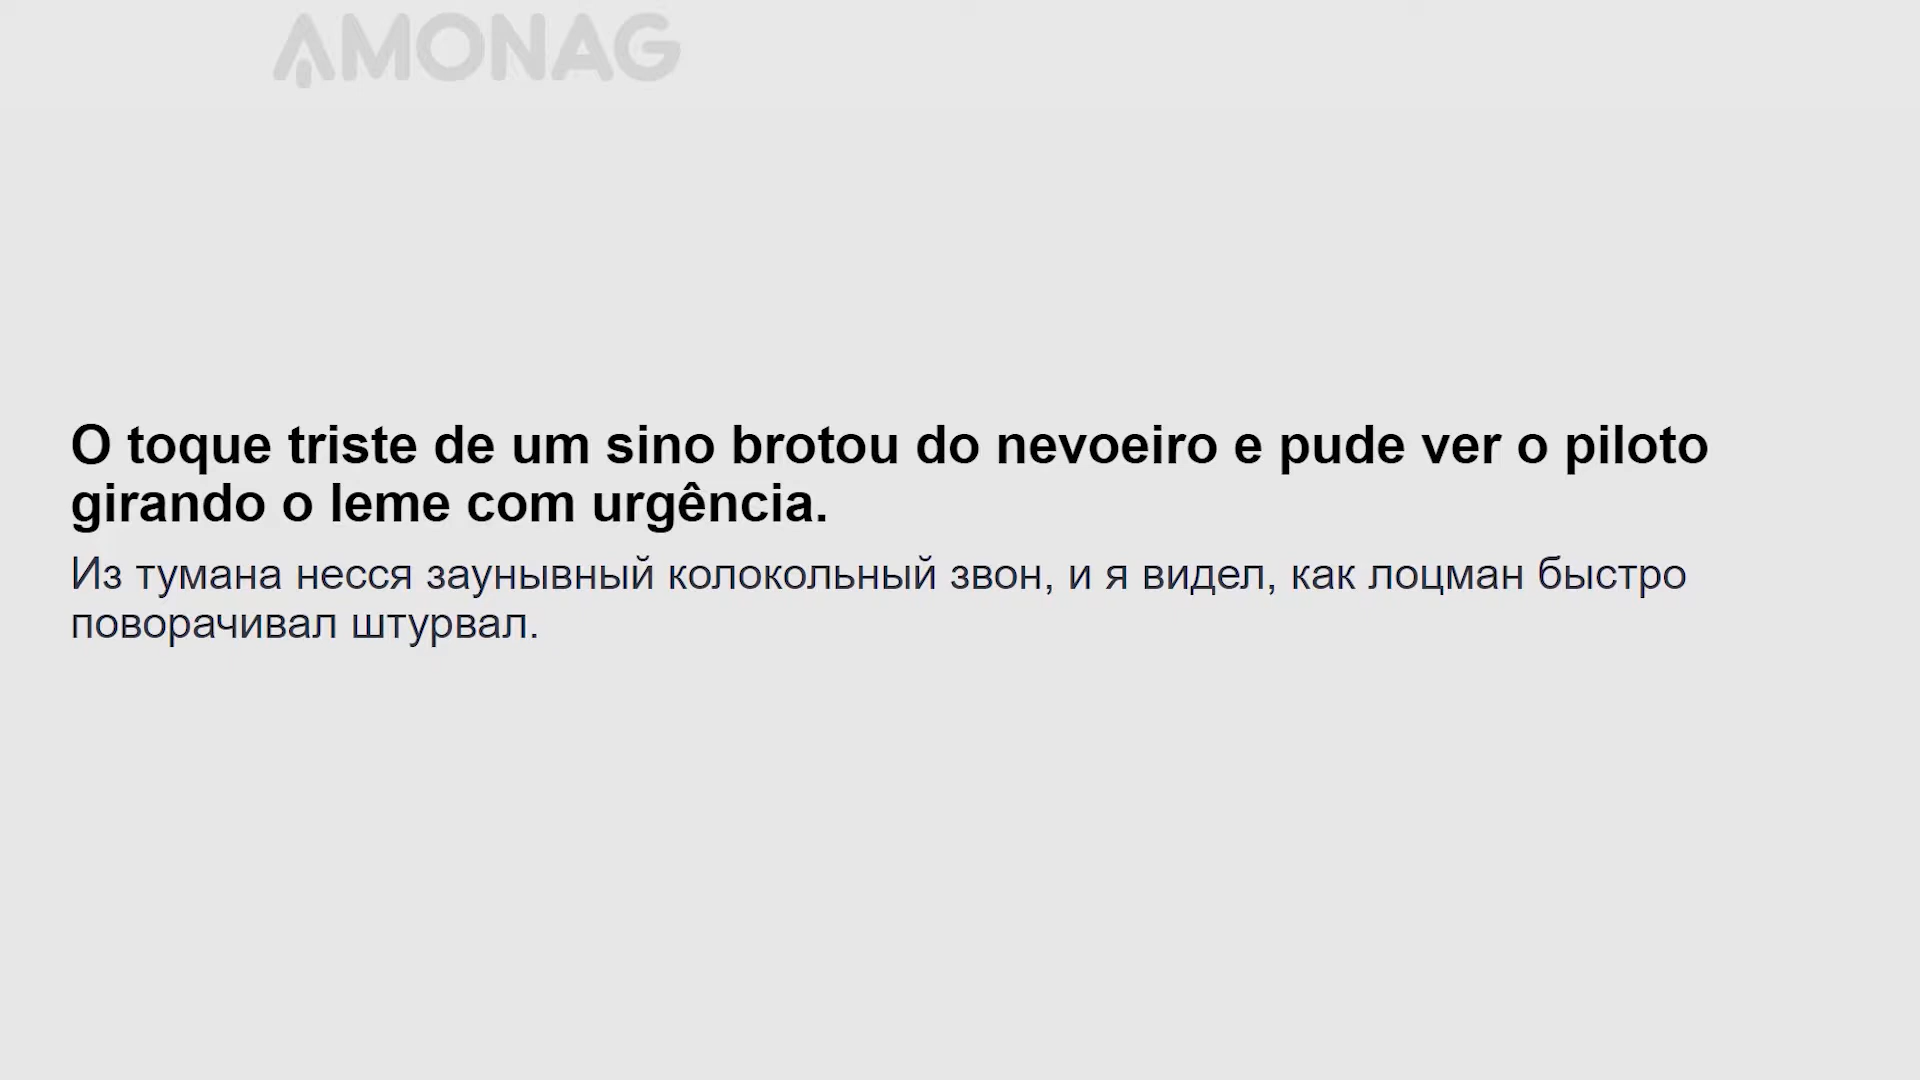 AMONAG
O toque triste de um sino brotou do nevoeiro e pude ver o piloto
girando o leme com urgência.
Из тумана несся заунывный колокольный звон, и я видел, как лоцман быстро
поворачивал штурвал.